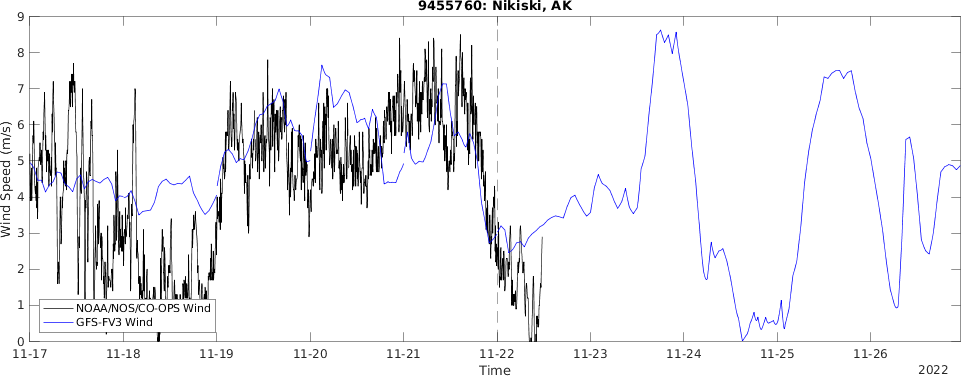 9455760: Nikiski, AK
9
8
7
6
5
4
3
2
1
0
Wind Speed (m/s)
NOAA/NOS/CO-OPS Wind
GFS-FV3 Wind
11-17 11-18 11-19 11-20 11-21 11-22 11-23 11-24 11-25 11-26
Time
2022